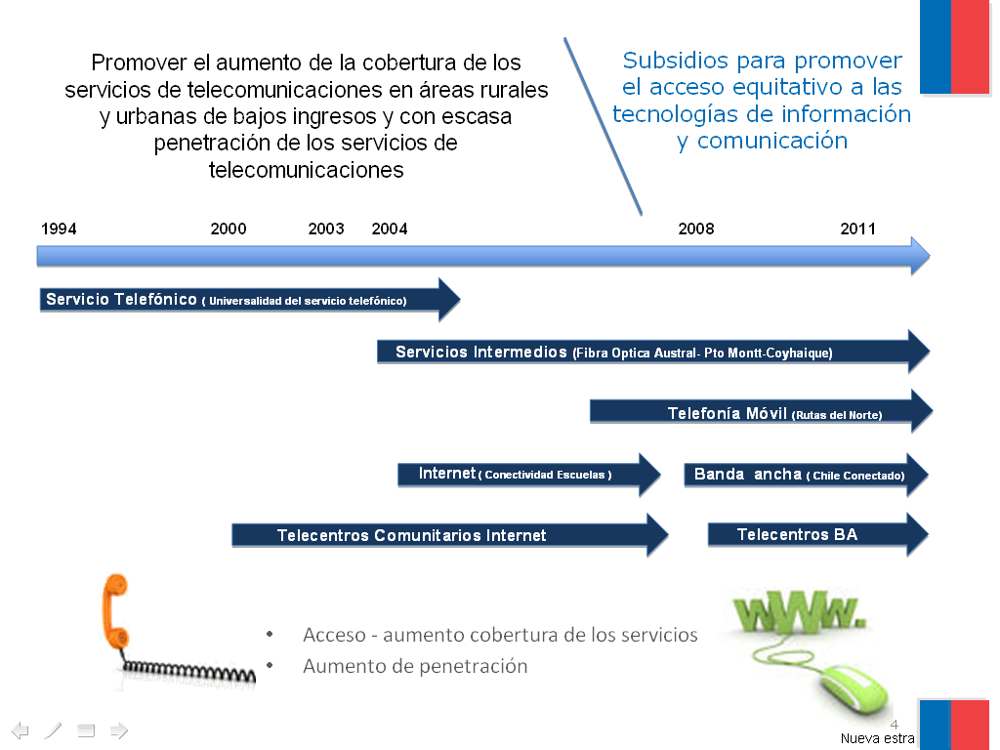 Promover el aumento de la cobertura de los
servicios de telecomunicaciones en áreas rurales
y urbanas de bajos ingresos y con escasa
penetración de los servicios de
telecomunicaciones
Subsidios para promover
el acceso equitativo a las
tecnologías de información
y comunicación
1994 2000 2003 2004 2008 2011
Servicio Telefónico ( Universalidad del servicio telefónico)
Servicios Intermedios (Fibra Optica Austral- Pto Montt-Coyhaique)
Telefonía Móvil (Rutas del Norte)
Internet ( Conectividad Escuelas )
Banda ancha ( Chile Conectado)
Telecentros Comunitarios Internet
Telecentros BA
www.
• Acceso - aumento cobertura de los servicios
• Aumento de penetración
4
Nueva estra